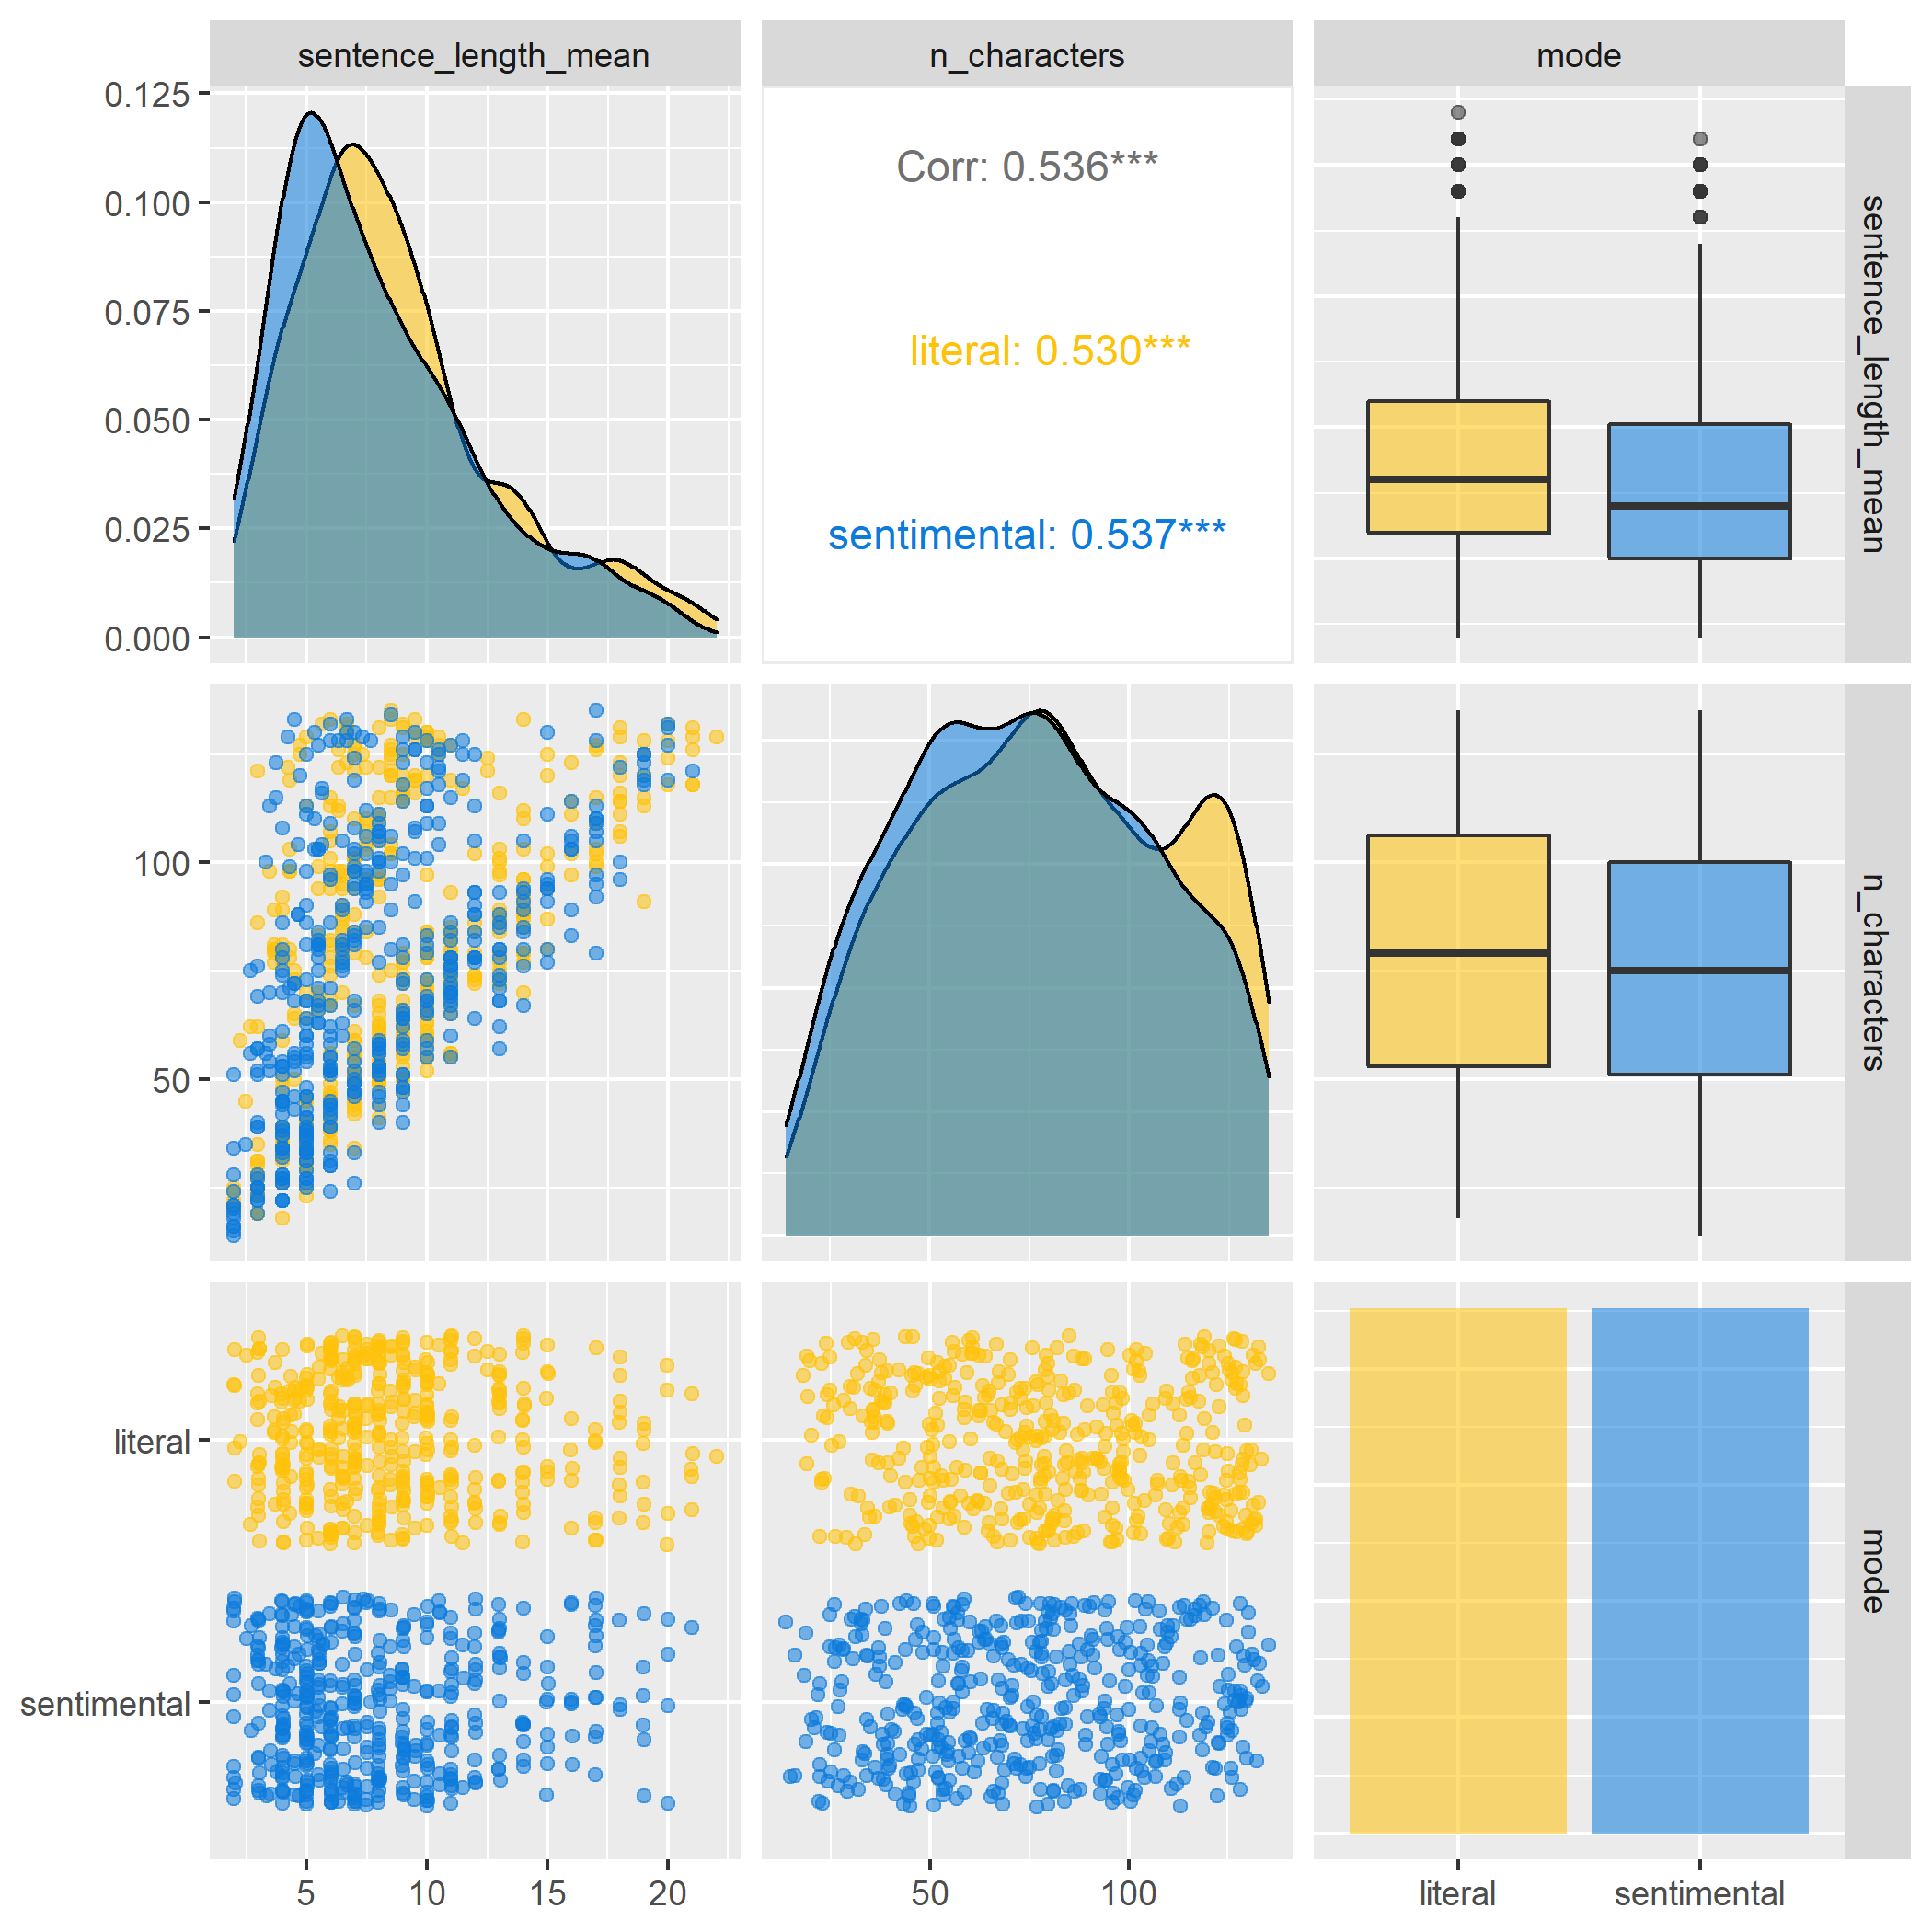 sentence_length_mean
n_characters
mode
0.125
0.100
0.075
0.050
0.025
0.000
Corr: 0.536***
literal: 0.530***
sentimental: 0.537***
sentence_length_mean
100
50
n_characters
literal
sentimental
mode
5 10 15 20
50 100
literal sentimental